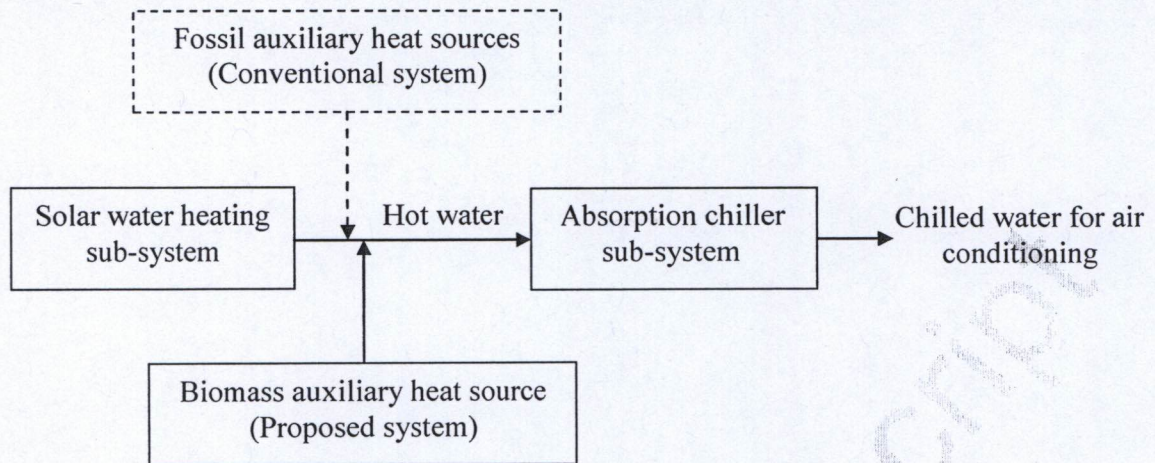 Fossil auxiliary heat sources
(Conventional system)
Solar water heating
sub-system
Hot water
Absorption chiller
sub-system
Chilled water for air
conditioning
Biomass auxiliary heat source
(Proposed system)
cript